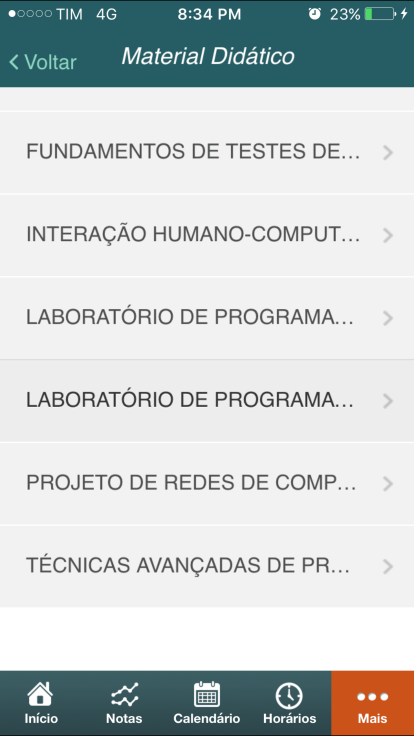 TIM 4G 8:34 PM 23%
Voltar Material Didático
FUNDAMENTOS DE TESTES DE...
INTERAÇÃO HUMANO-COMPUT...
LABORATÓRIO DE PROGRAMA...
LABORATÓRIO DE PROGRAMA...
PROJETO DE REDES DE COMP...
TÉCNICAS AVANÇADAS DE PR...
Início Notas Calendário Horários Mais